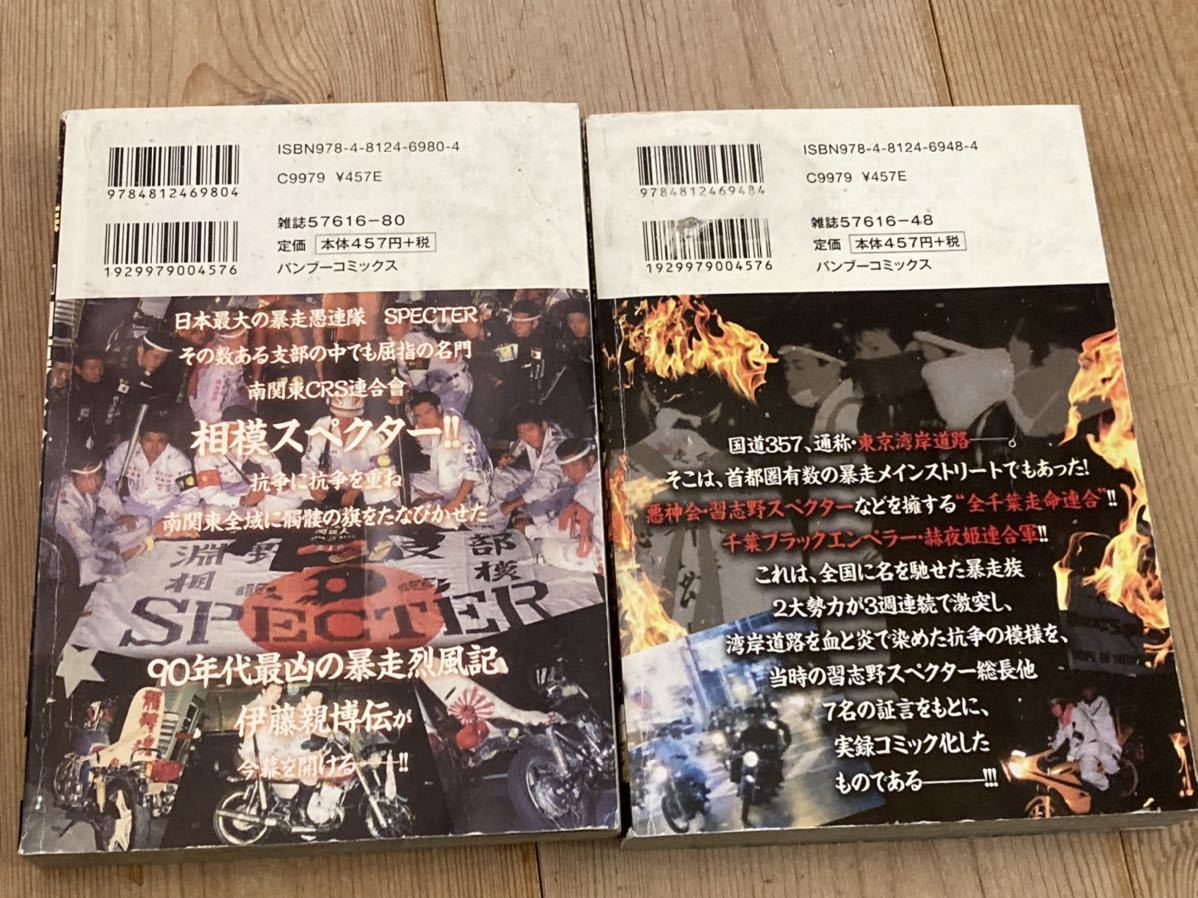 ISBN978-4-8124-6980-4
9784812469804
C9979 ¥457E
雑誌57616-80
定価 本体457円+税
1929979004576
バンブーコミックス
日本最大の暴走愚連隊 SPECTER
その数ある支部の中でも屈指の名門
南関東CRS連合會
相模スペクター!!
抗争に抗争を重ね
南関東全域に髑髏の旗をたなびかせた
淵野 支部
相模
SPECTER
90年代最凶の暴走烈風記
伊藤親博伝が
今幕を開ける──!!
ISBN978-4-8124-6948-4
9784812469484
C9979 ¥457E
雑誌57616-48
定価 本体457円+税
1929979004576
バンブーコミックス
国道357、通称・東京湾岸道路──。
そこは、首都圏有数の暴走メインストリートでもあった!
悪神会・習志野スペクターなどを擁する“全千葉走命連合”!!
千葉ブラックエンペラー・赫夜姫連合軍!!
これは、全国に名を馳せた暴走族
2大勢力が3週連続で激突し、
湾岸道路を血と炎で染めた抗争の模様を、
当時の習志野スペクター総長他
7名の証言をもとに、
実録コミック化した
ものである──!!!